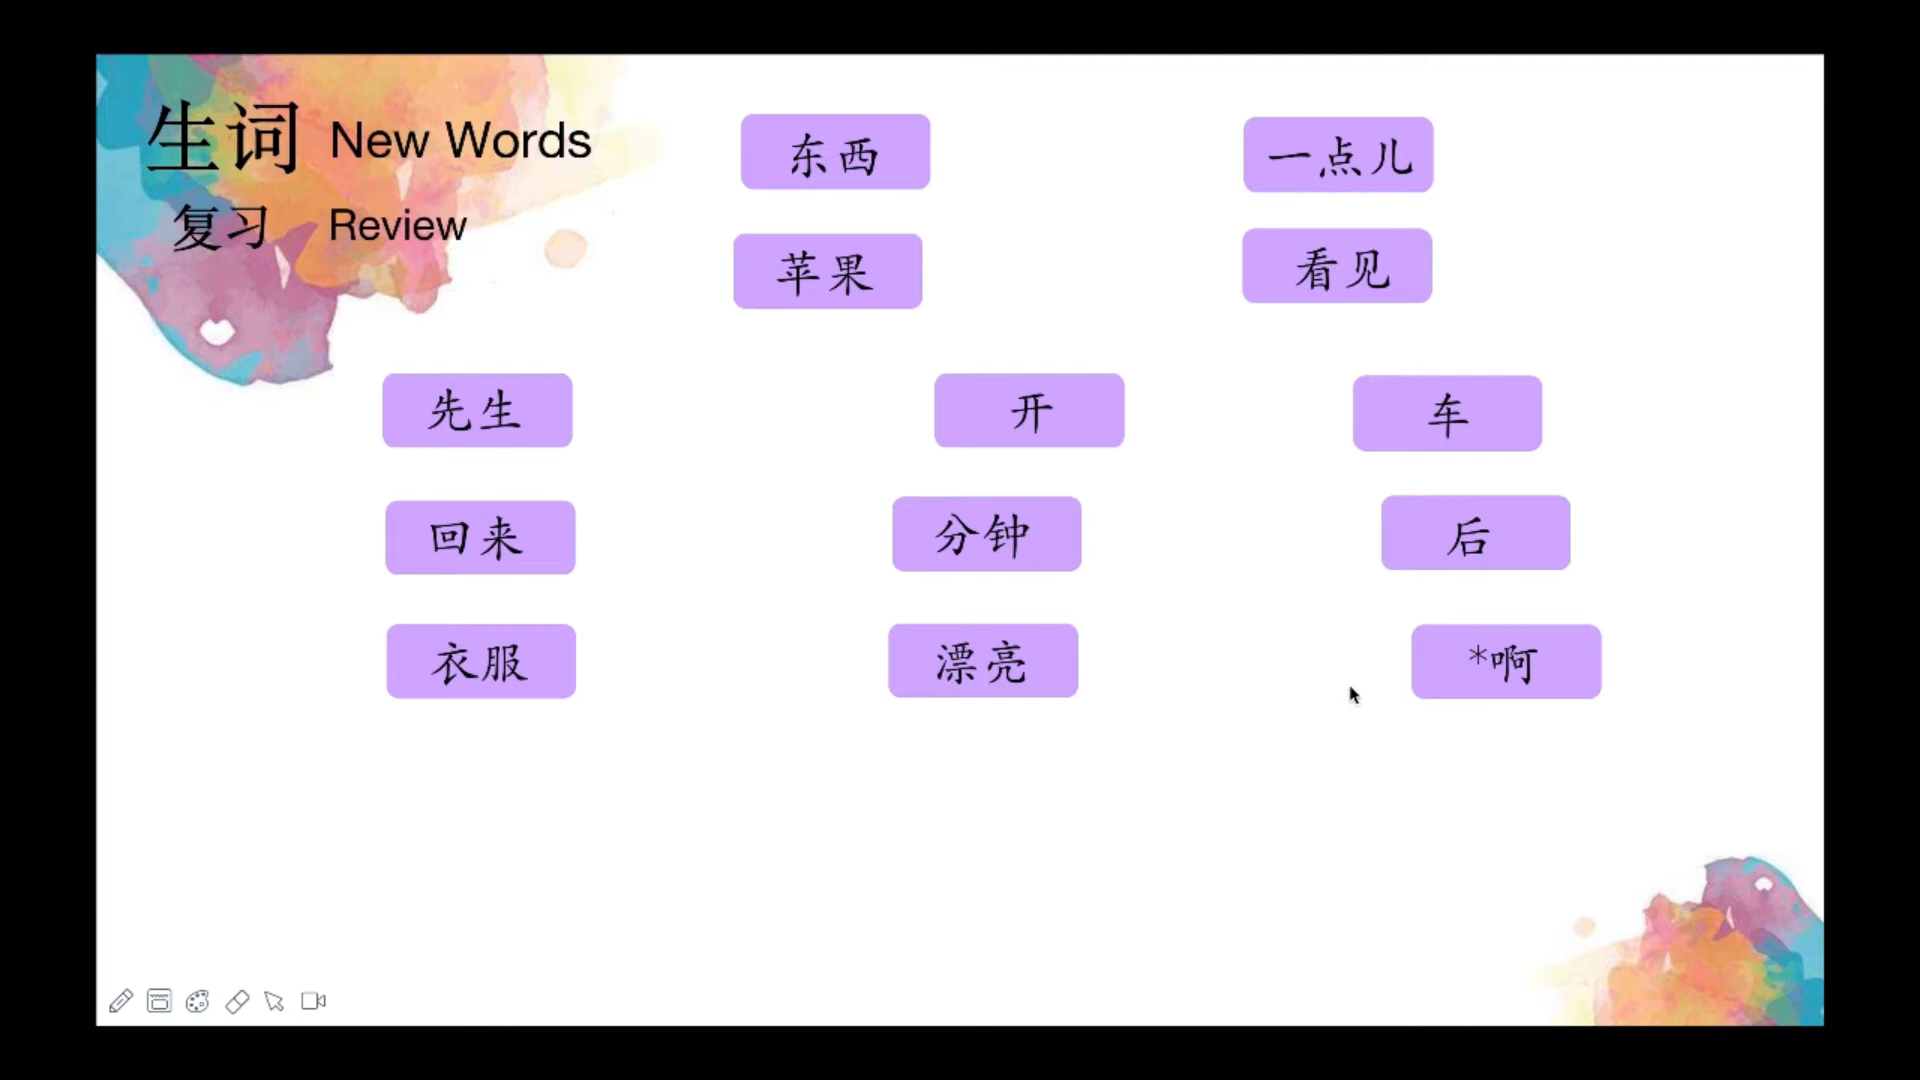 生词 New Words
复习 Review
东西
一点儿
苹果
看见
先生
开
车
回来
分钟
后
衣服
漂亮
*啊